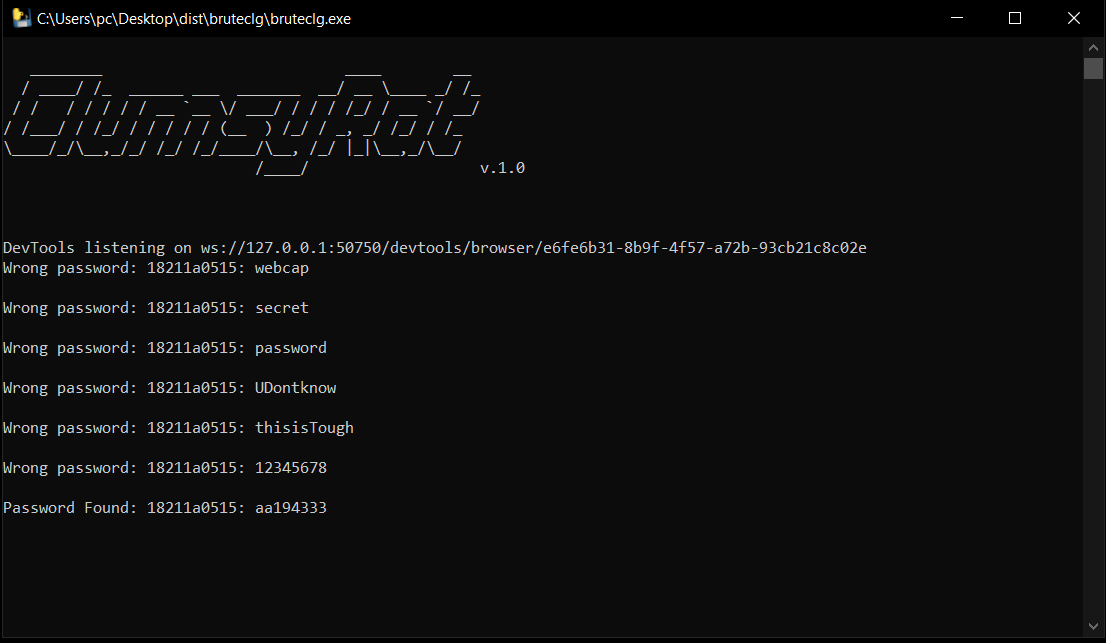 C:\Users\pc\Desktop\dist\bruteclg\bruteclg.exe
ClumsyRat
v.1.0
DevTools listening on ws://127.0.0.1:50750/devtools/browser/e6fe6b31-8b9f-4f57-a72b-93cb21c8c02e
Wrong password: 18211a0515: webcap
Wrong password: 18211a0515: secret
Wrong password: 18211a0515: password
Wrong password: 18211a0515: UDontknow
Wrong password: 18211a0515: thisisTough
Wrong password: 18211a0515: 12345678
Password Found: 18211a0515: aa194333